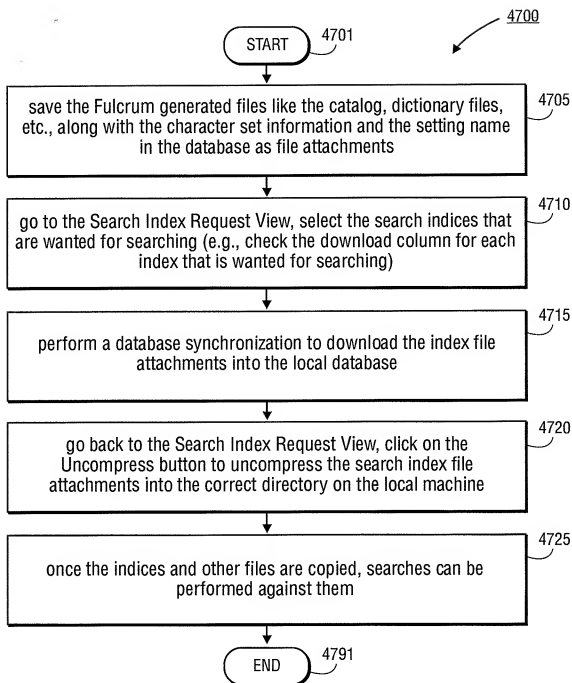 4700
START
4701
save the Fulcrum generated files like the catalog, dictionary files,
etc., along with the character set information and the setting name
in the database as file attachments
4705
go to the Search Index Request View, select the search indices that
are wanted for searching (e.g., check the download column for each
index that is wanted for searching)
4710
perform a database synchronization to download the index file
attachments into the local database
4715
go back to the Search Index Request View, click on the
Uncompress button to uncompress the search index file
attachments into the correct directory on the local machine
4720
once the indices and other files are copied, searches can be
performed against them
4725
END
4791